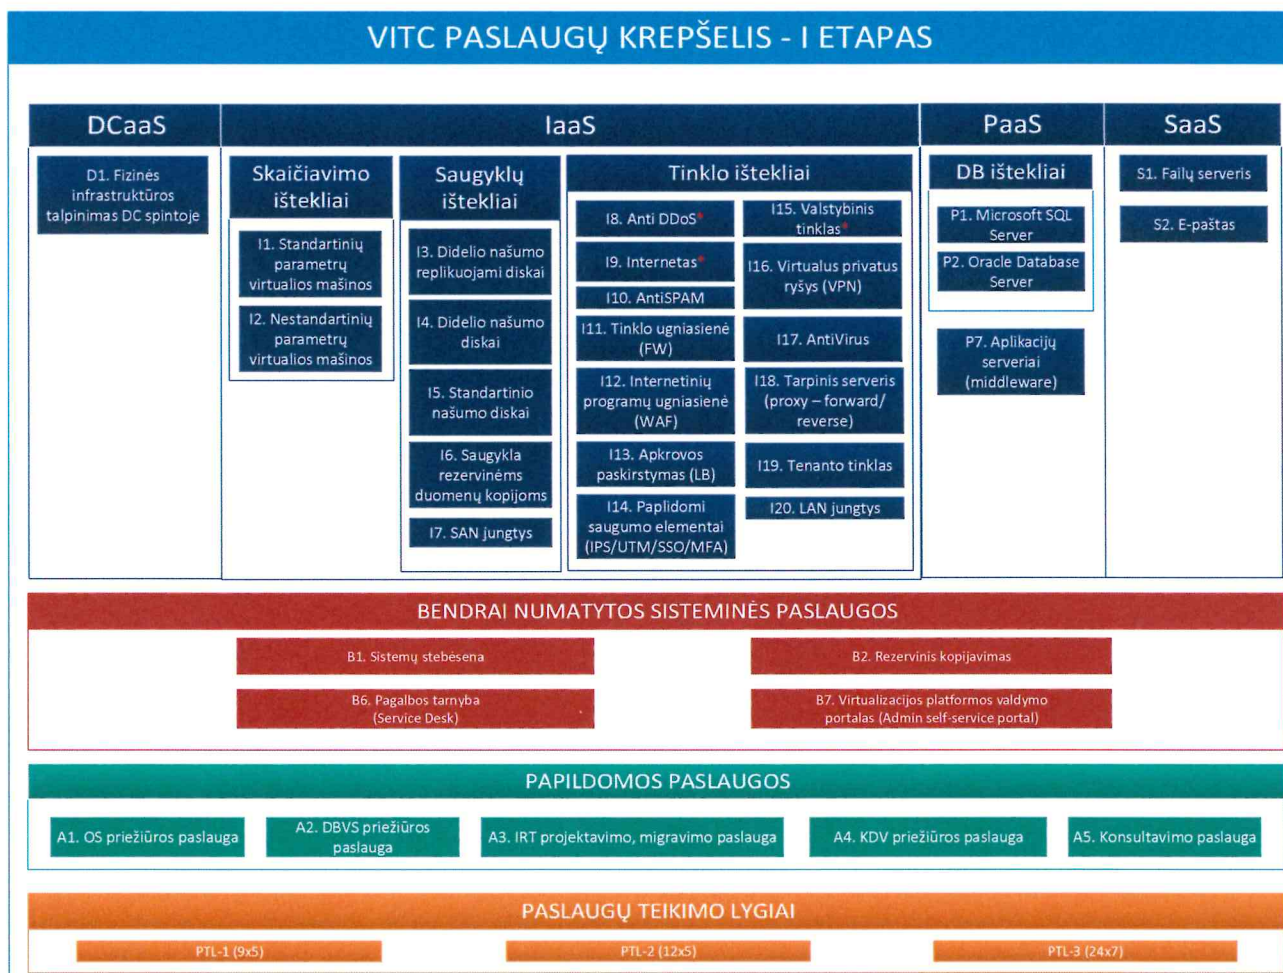 VITC PASLAUGŲ KREPŠELIS - I ETAPAS
DCaaS
D1. Fizinės
infrastruktūros
talpinimas DC spintoje
IaaS
Skaičiavimo
ištekliai
I1. Standartinių
parametrų
virtualios mašinos
I2. Nestandartinių
parametrų
virtualios mašinos
Saugyklų
ištekliai
I3. Didelio našumo
replikuojami diskai
I4. Didelio našumo
diskai
I5. Standartinio
našumo diskai
I6. Saugykla
rezervinėms
duomenų kopijoms
I7. SAN jungtys
Tinklo ištekliai
I8. Anti DDoS*
I9. Internetas*
I10. AntiSPAM
I11. Tinklo ugniasienė
(FW)
I12. Internetinių
programų ugniasienė
(WAF)
I13. Apkrovos
paskirstymas (LB)
I14. Paplidomi
saugumo elementai
(IPS/UTM/SSO/MFA)
I15. Valstybinis
tinklas*
I16. Virtualus privatus
ryšys (VPN)
I17. AntiVirus
I18. Tarpinis serveris
(proxy – forward/
reverse)
I19. Tenanto tinklas
I20. LAN jungtys
PaaS
DB ištekliai
P1. Microsoft SQL
Server
P2. Oracle Database
Server
P7. Aplikacijų
serveriai
(middleware)
SaaS
S1. Failų serveris
S2. E-paštas
BENDRAI NUMATYTOS SISTEMINĖS PASLAUGOS
B1. Sistemų stebėsena
B2. Rezervinis kopijavimas
B6. Pagalbos tarnyba
(Service Desk)
B7. Virtualizacijos platformos valdymo
portalas (Admin self-service portal)
PAPILDOMOS PASLAUGOS
A1. OS priežiūros paslauga
A2. DBVS priežiūros
paslauga
A3. IRT projektavimo, migravimo paslauga
A4. KDV priežiūros paslauga
A5. Konsultavimo paslauga
PASLAUGŲ TEIKIMO LYGIAI
PTL-1 (9x5)
PTL-2 (12x5)
PTL-3 (24x7)